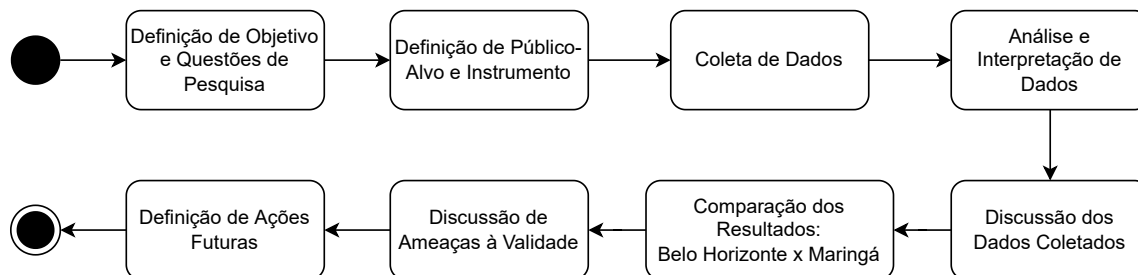 Definição de Objetivo
e Questões de
Pesquisa
Definição de Público-
Alvo e Instrumento
Coleta de Dados
Análise e
Interpretação de
Dados
Discussão dos
Dados Coletados
Comparação dos
Resultados:
Belo Horizonte x Maringá
Discussão de
Ameaças à Validade
Definição de Ações
Futuras